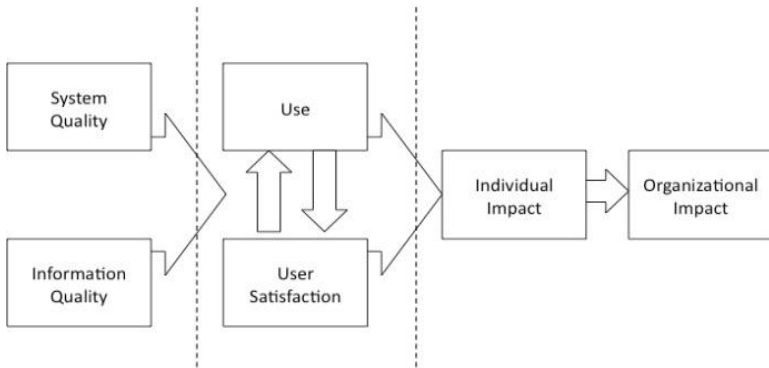 System
Quality
Use
Individual
Impact
Organizational
Impact
Information
Quality
User
Satisfaction